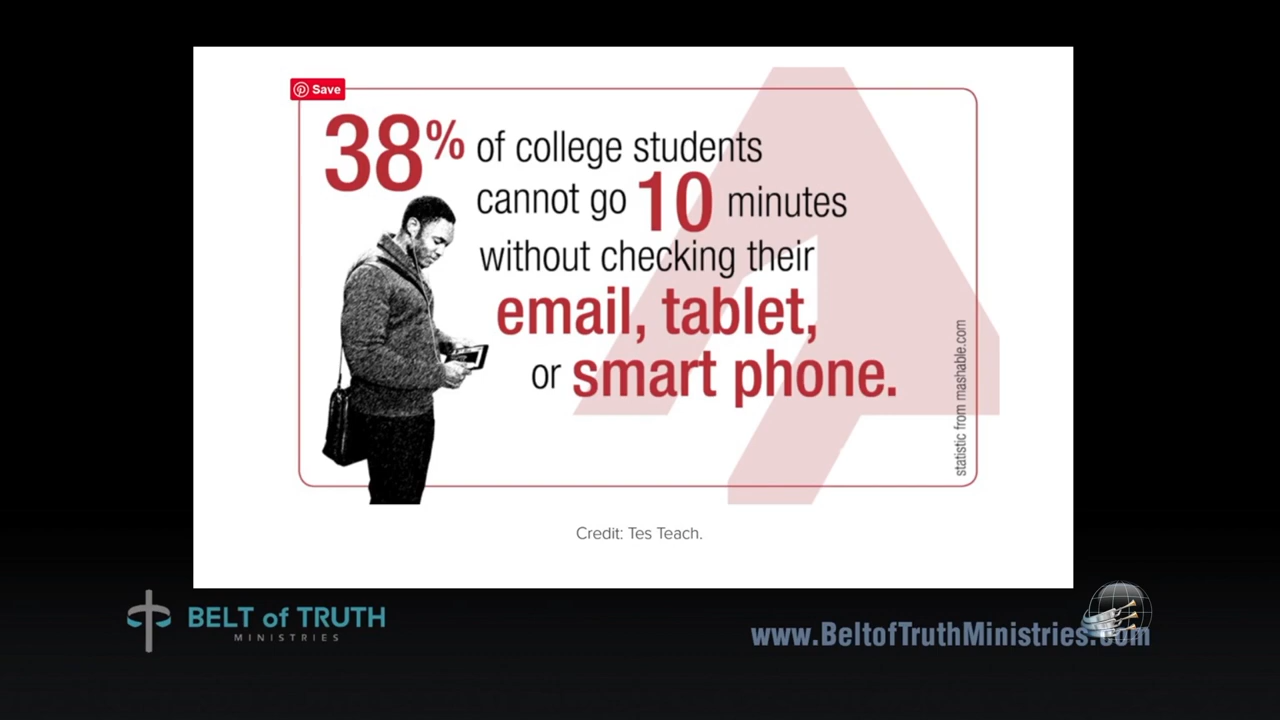 Save
38% of college students
cannot go 10 minutes
without checking their
email, tablet,
or smart phone.
statistic from mashable.com
Credit: Tes Teach.
BELT of TRUTH
MINISTRIES
www.BeltofTruthMinistries.com